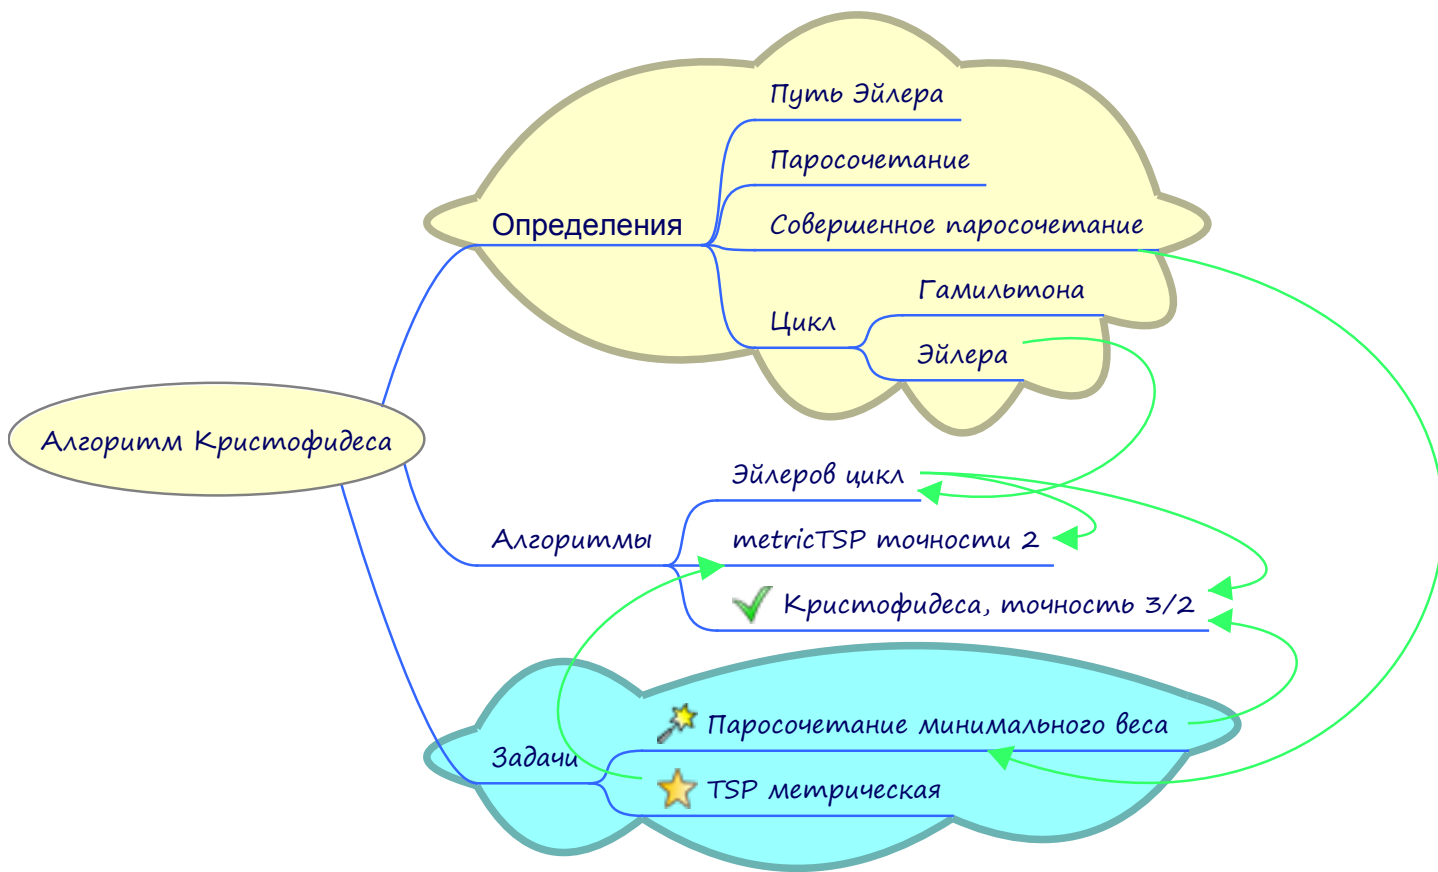 Путь Эйлера
Паросочетание
Определения
Совершенное паросочетание
Гамильтона
Цикл
Эйлера
Алгоритм Кристофидеса
Эйлеров цикл
Алгоритмы
metricTSP точности 2
Кристофидеса, точность 3/2
Паросочетание минимального веса
Задачи
TSP метрическая